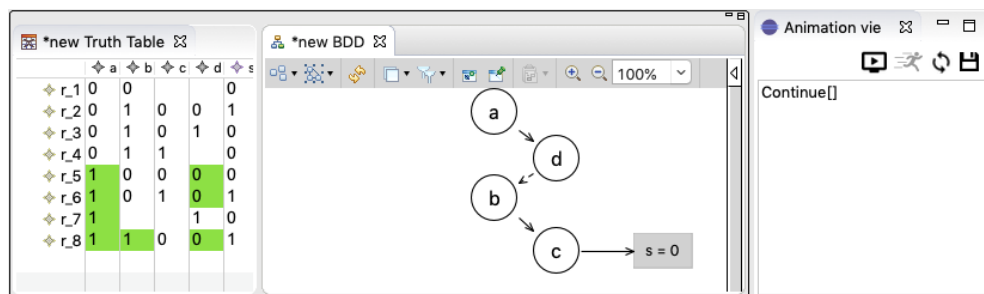 *new Truth Table
a b c d s
r_1 0 0 0
r_2 0 1 0 0 1
r_3 0 1 0 1 0
r_4 0 1 1 0
r_5 1 0 0 0 0
r_6 1 0 1 0 1
r_7 1 1 0
r_8 1 1 0 0 1
*new BDD
100%
a
d
b
c
s = 0
Animation vie
Continue[]